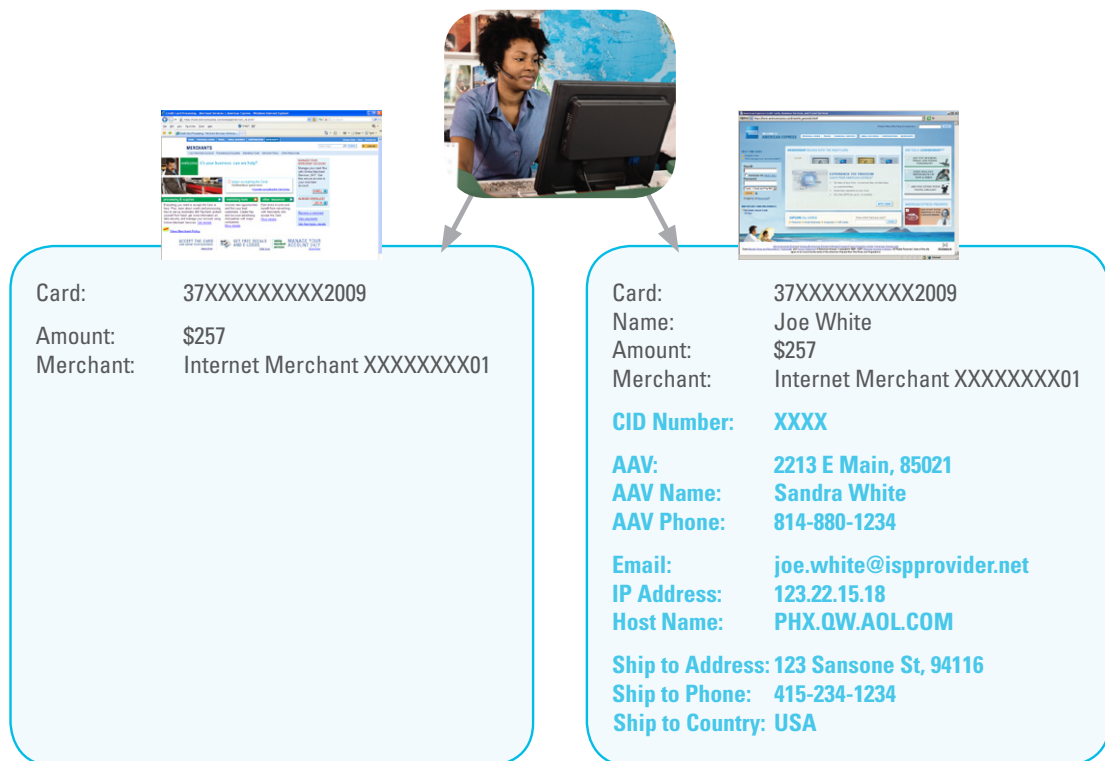 MERCHANTS
Card: 37XXXXXXXXX2009
Amount: $257
Merchant: Internet Merchant XXXXXXXX01
Card: 37XXXXXXXXX2009
Name: Joe White
Amount: $257
Merchant: Internet Merchant XXXXXXXX01
CID Number: XXXX
AAV: 2213 E Main, 85021
AAV Name: Sandra White
AAV Phone: 814-880-1234
Email: joe.white@ispprovider.net
IP Address: 123.22.15.18
Host Name: PHX.QW.AOL.COM
Ship to Address: 123 Sansone St, 94116
Ship to Phone: 415-234-1234
Ship to Country: USA